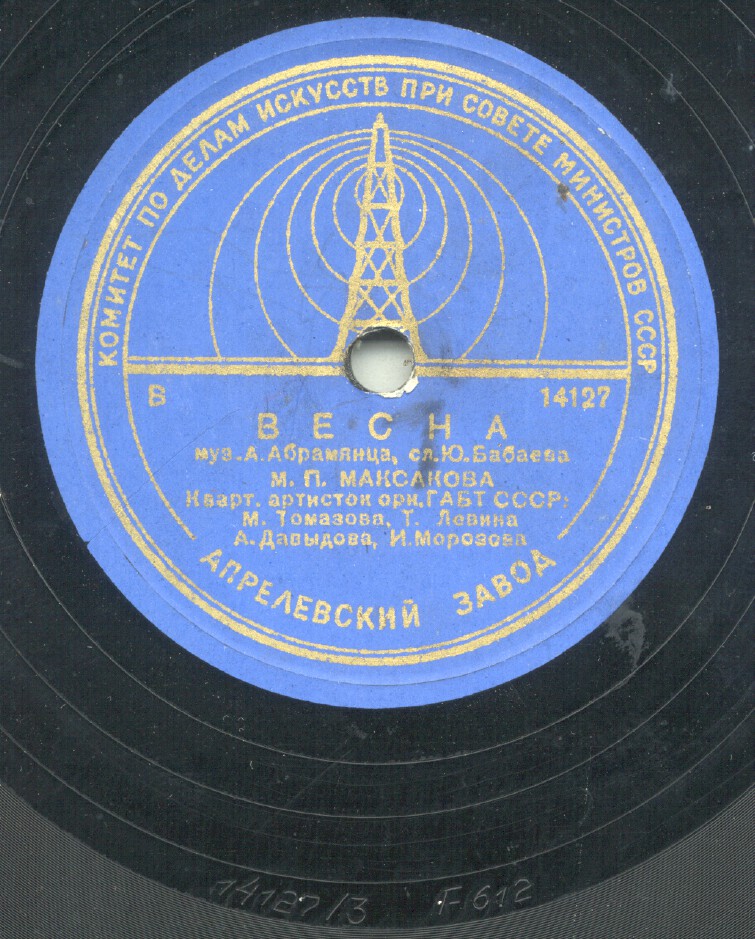 КОМИТЕТ ПО ДЕЛАМ ИСКУССТВ ПРИ СОВЕТЕ МИНИСТРОВ СССР
В 14127
ВЕСНА
муз.А.Абрамянца, сл.Ю.Бабаева
М. П. МАКСАКОВА
Кварт. артисток орк.ГАБТ СССР:
М. Томазова, Т. Левина
А.Давыдова, И.Морозова
АПРЕЛЕВСКИЙ ЗАВОД
14127/3 Г-612